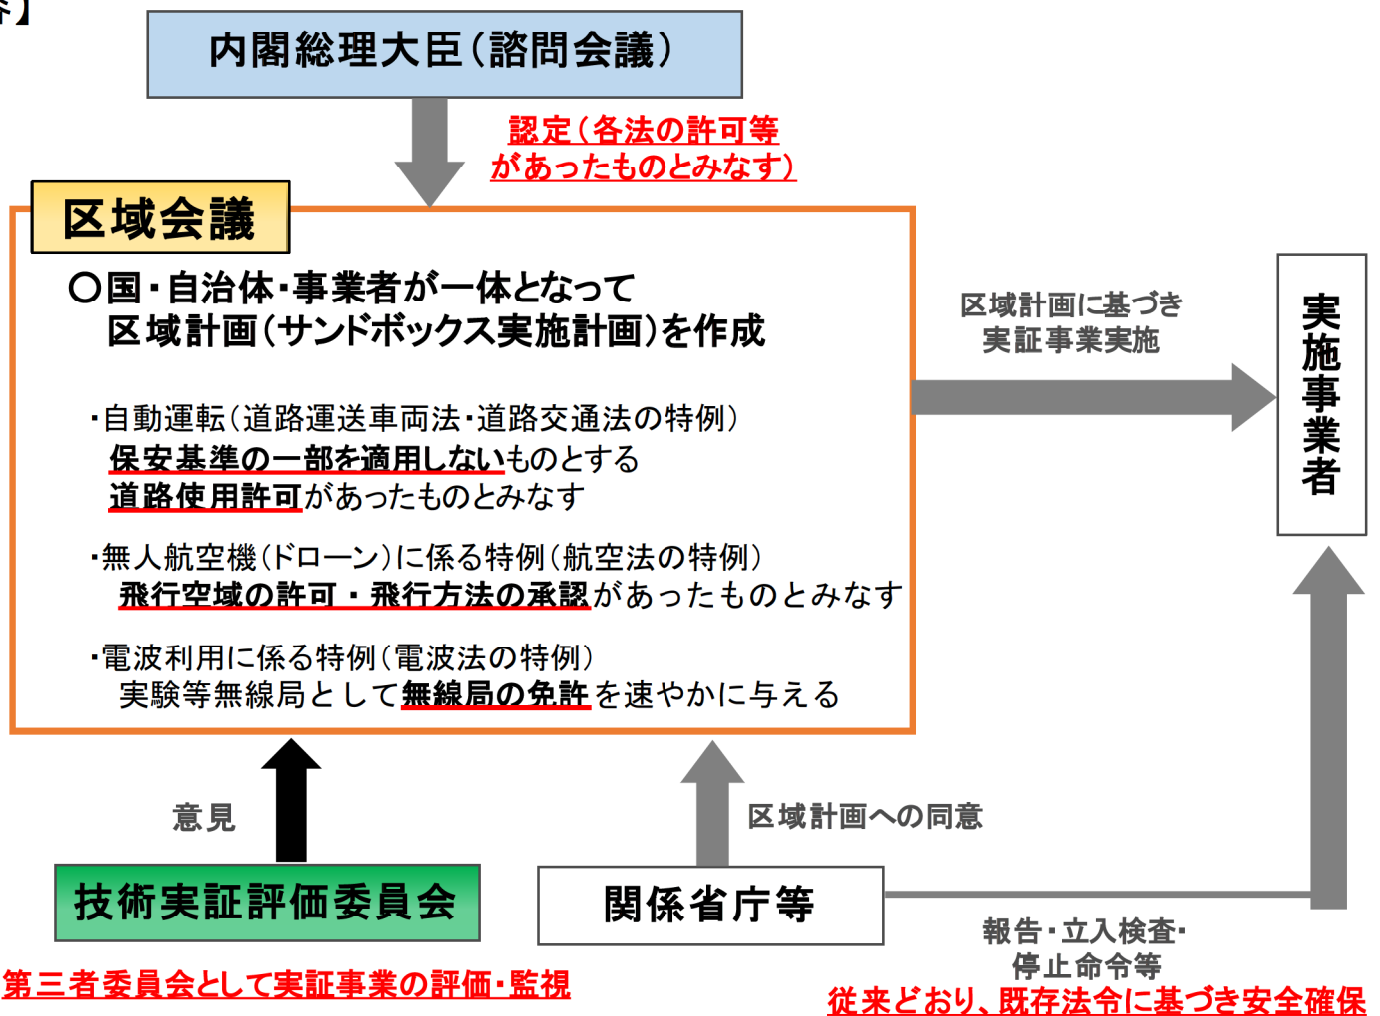 】
内閣総理大臣（諮問会議）
認定（各法の許可等
があったものとみなす）
区域会議
〇国・自治体・事業者が一体となって
区域計画（サンドボックス実施計画）を作成
・自動運転（道路運送車両法・道路交通法の特例）
保安基準の一部を適用しないものとする
道路使用許可があったものとみなす
・無人航空機（ドローン）に係る特例（航空法の特例）
飛行空域の許可・飛行方法の承認があったものとみなす
・電波利用に係る特例（電波法の特例）
実験等無線局として無線局の免許を速やかに与える
区域計画に基づき
実証事業実施
実施事業者
意見
区域計画への同意
技術実証評価委員会
関係省庁等
報告・立入検査・
停止命令等
第三者委員会として実証事業の評価・監視
従来どおり、既存法令に基づき安全確保